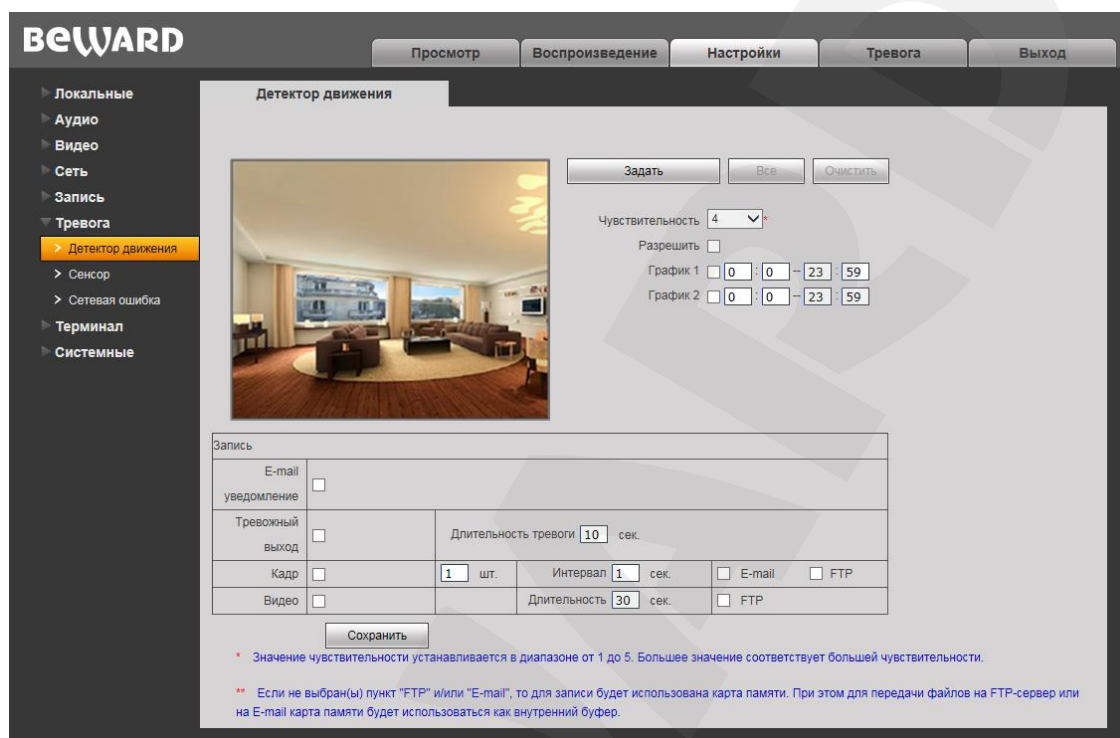 BEWARD
Просмотр Воспроизведение Настройки Тревога Выход
Локальные
Аудио
Видео
Сеть
Запись
Тревога
Детектор движения
Сенсор
Сетевая ошибка
Терминал
Системные
Детектор движения
Задать Все Очистить
Чувствительность 4 *
Разрешить
График 1 0 : 0 -- 23 : 59
График 2 0 : 0 -- 23 : 59
Запись
E-mail
уведомление
Тревожный
выход
Длительность тревоги 10 сек.
Кадр 1 шт. Интервал 1 сек. E-mail FTP
Видео Длительность 30 сек. FTP
Сохранить
* Значение чувствительности устанавливается в диапазоне от 1 до 5. Большее значение соответствует большей чувствительности.
** Если не выбран(ы) пункт "FTP" и/или "E-mail", то для записи будет использована карта памяти. При этом для передачи файлов на FTP-сервер или
на E-mail карта памяти будет использоваться как внутренний буфер.